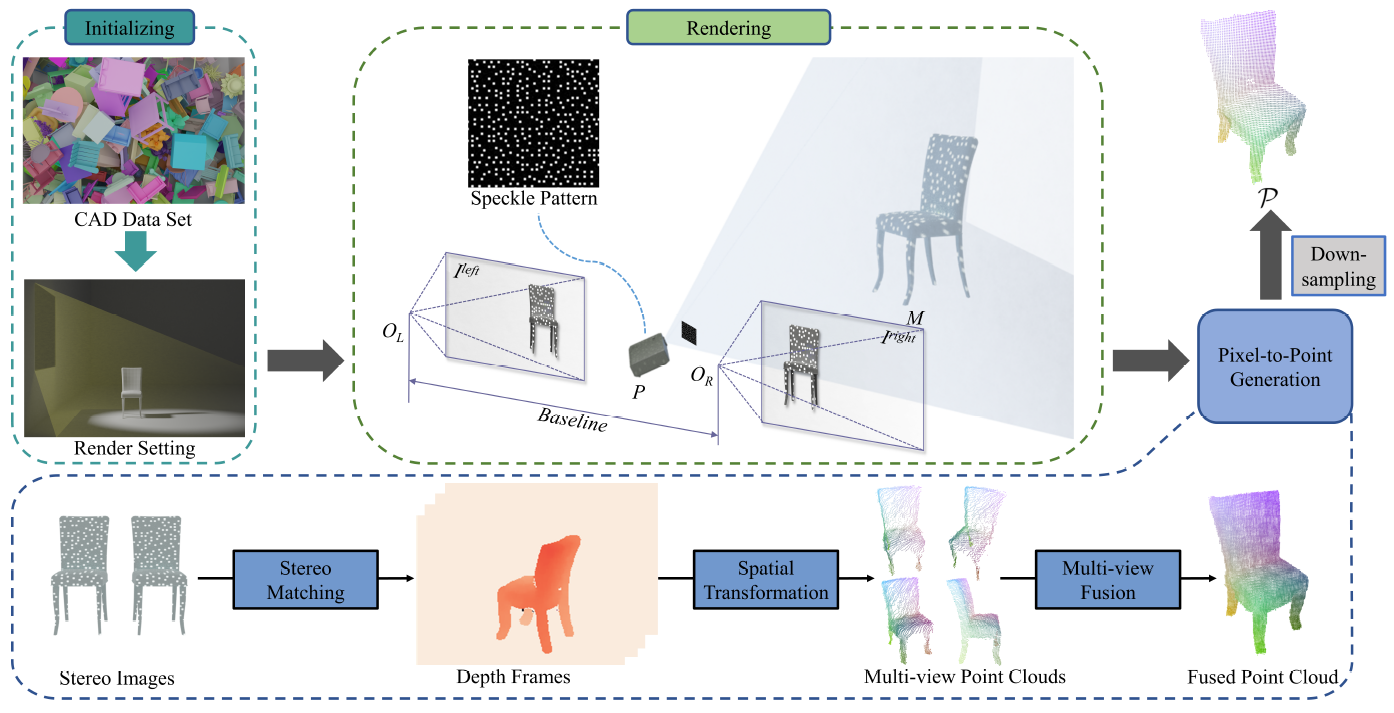 Initializing
CAD Data Set
Render Setting
Rendering
Speckle Pattern
I^left
O_L
P
Baseline
O_R
M
I^right
𝒫
Down-
sampling
Pixel-to-Point
Generation
Stereo Images
Stereo
Matching
Depth Frames
Spatial
Transformation
Multi-view Point Clouds
Multi-view
Fusion
Fused Point Cloud